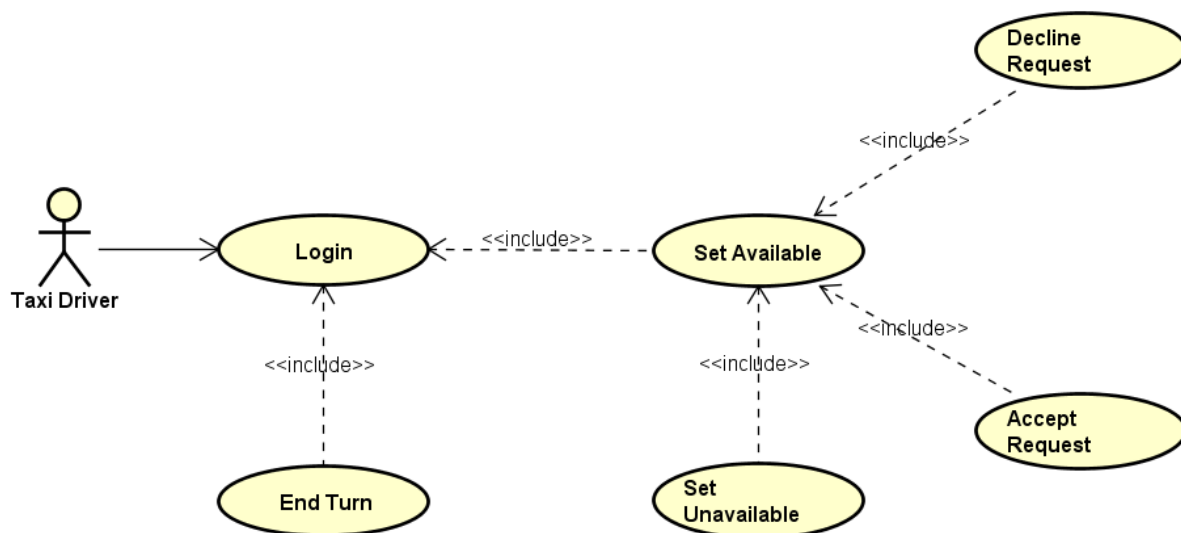 Decline
Request
<<include>>
Login
<<include>>
Set Available
Taxi Driver
<<include>>
<<include>>
<<include>>
Accept
Request
End Turn
Set
Unavailable